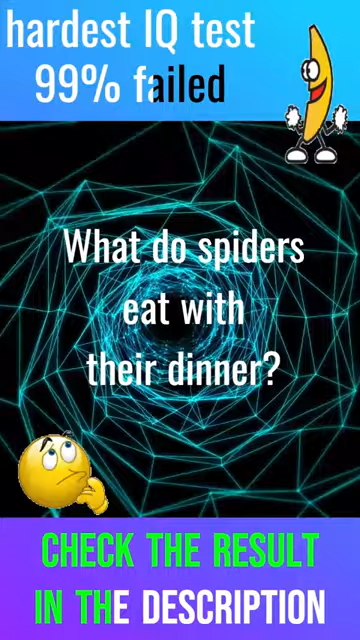 hardest IQ test
99% failed
What do spiders
eat with
their dinner?
CHECK THE RESULT
IN THE DESCRIPTION